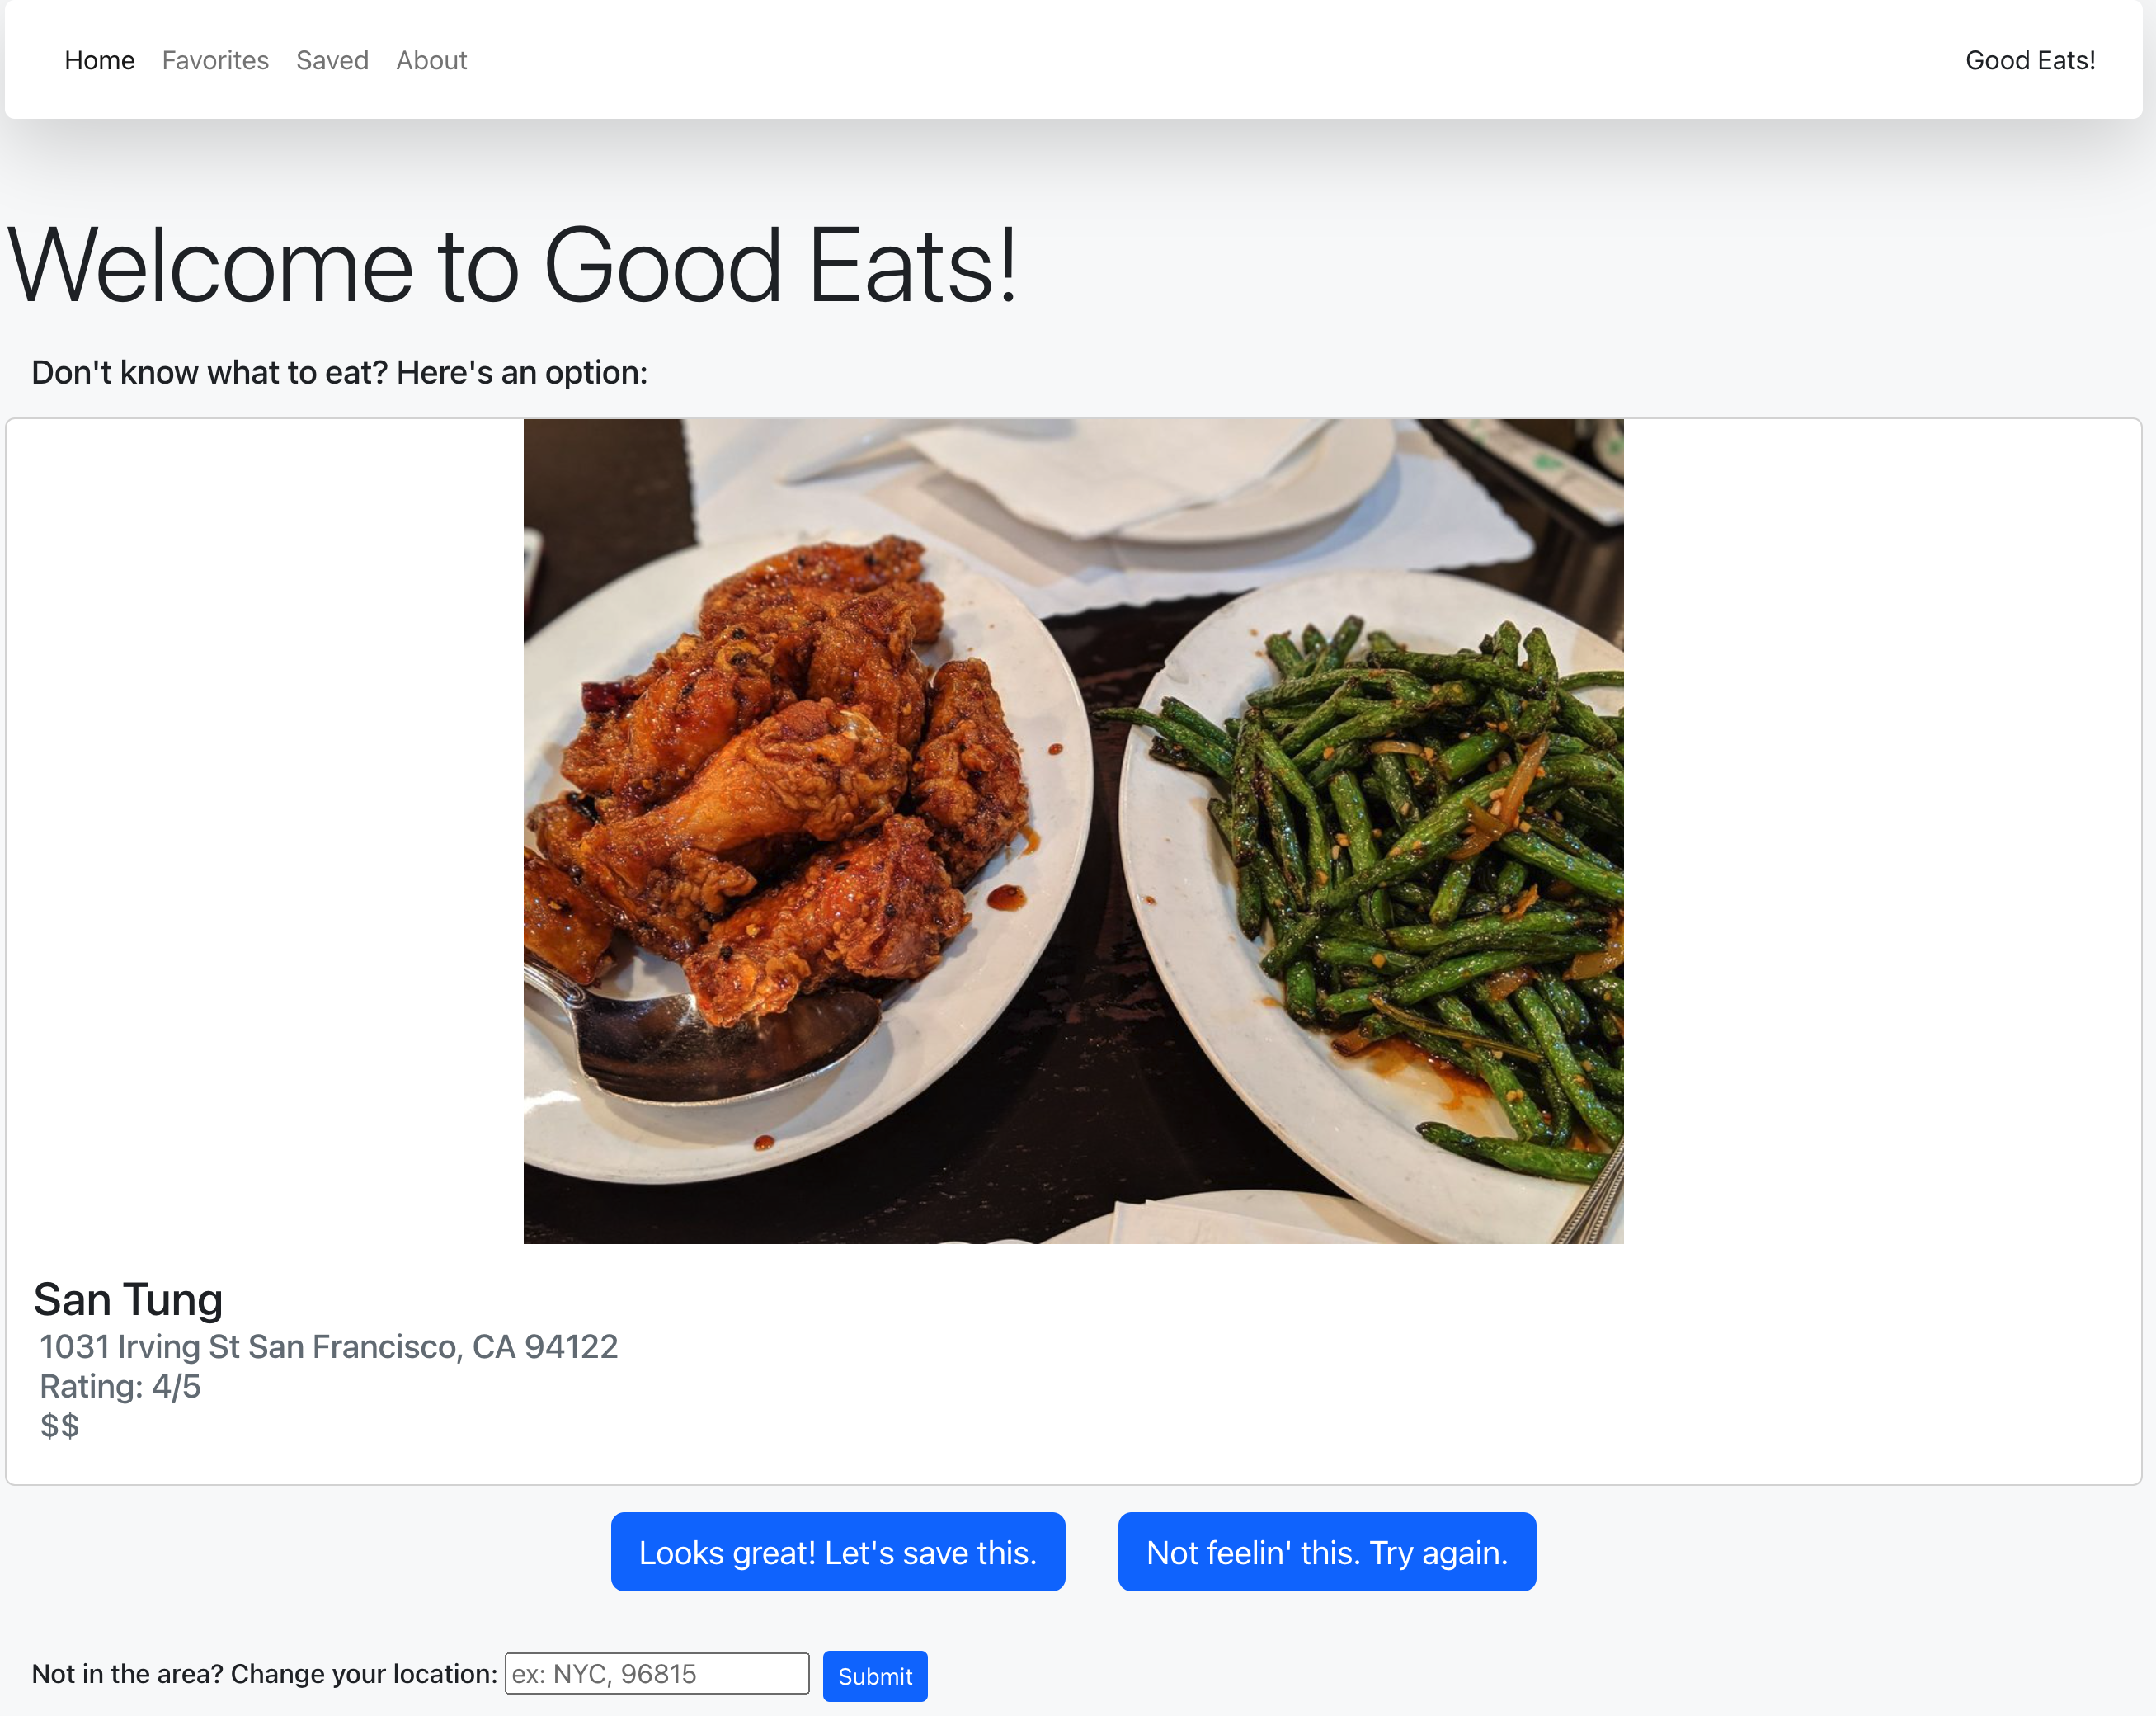 Home Favorites Saved About Good Eats!
Welcome to Good Eats!
Don't know what to eat? Here's an option:
San Tung
1031 Irving St San Francisco, CA 94122
Rating: 4/5
$$
Looks great! Let's save this. Not feelin' this. Try again.
Not in the area? Change your location: ex: NYC, 96815 Submit